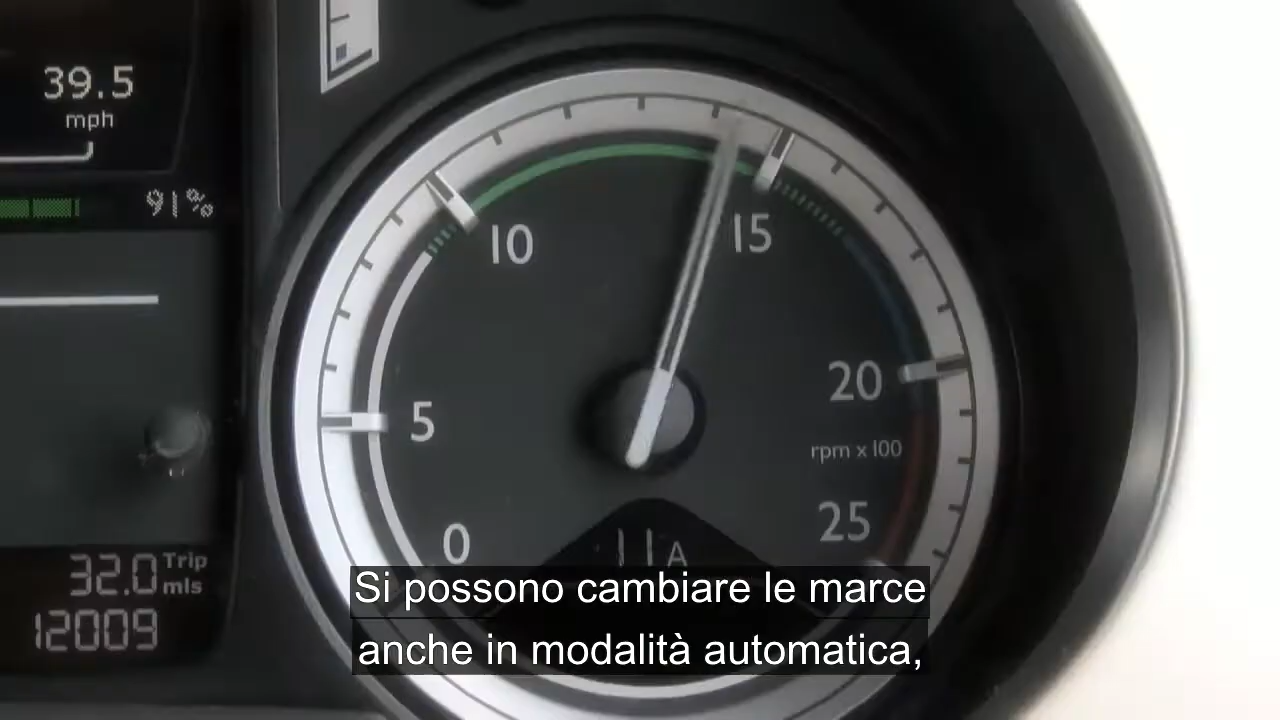 39.5
mph
91%
10
15
5
20
rpm x 100
0
25
11A
32.0 Trip
mls
12009
Si possono cambiare le marce
anche in modalità automatica,